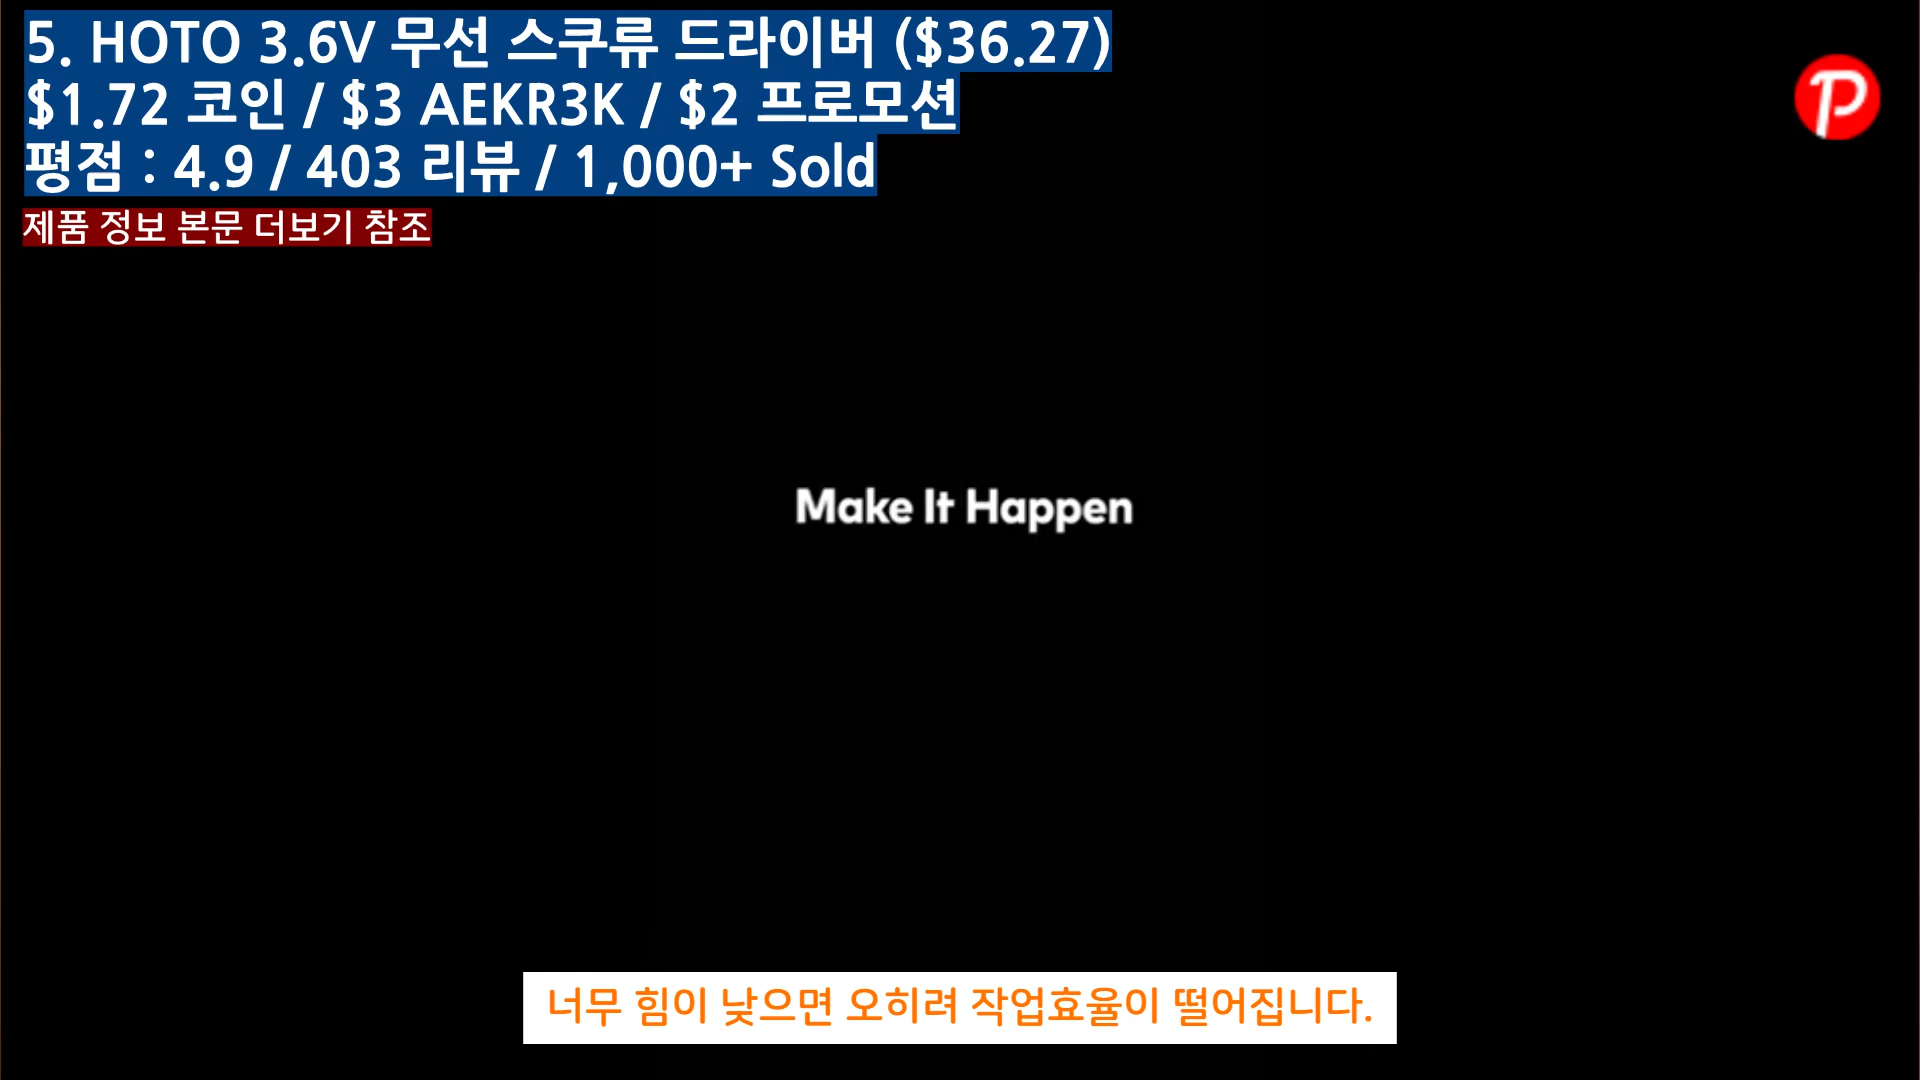 5. HOTO 3.6V 무선 스쿠류 드라이버 ($36.27)
$1.72 코인 / $3 AEKR3K / $2 프로모션
평점 : 4.9 / 403 리뷰 / 1,000+ Sold
제품 정보 본문 더보기 참조
P
Make It Happen
너무 힘이 낮으면 오히려 작업효율이 떨어집니다.